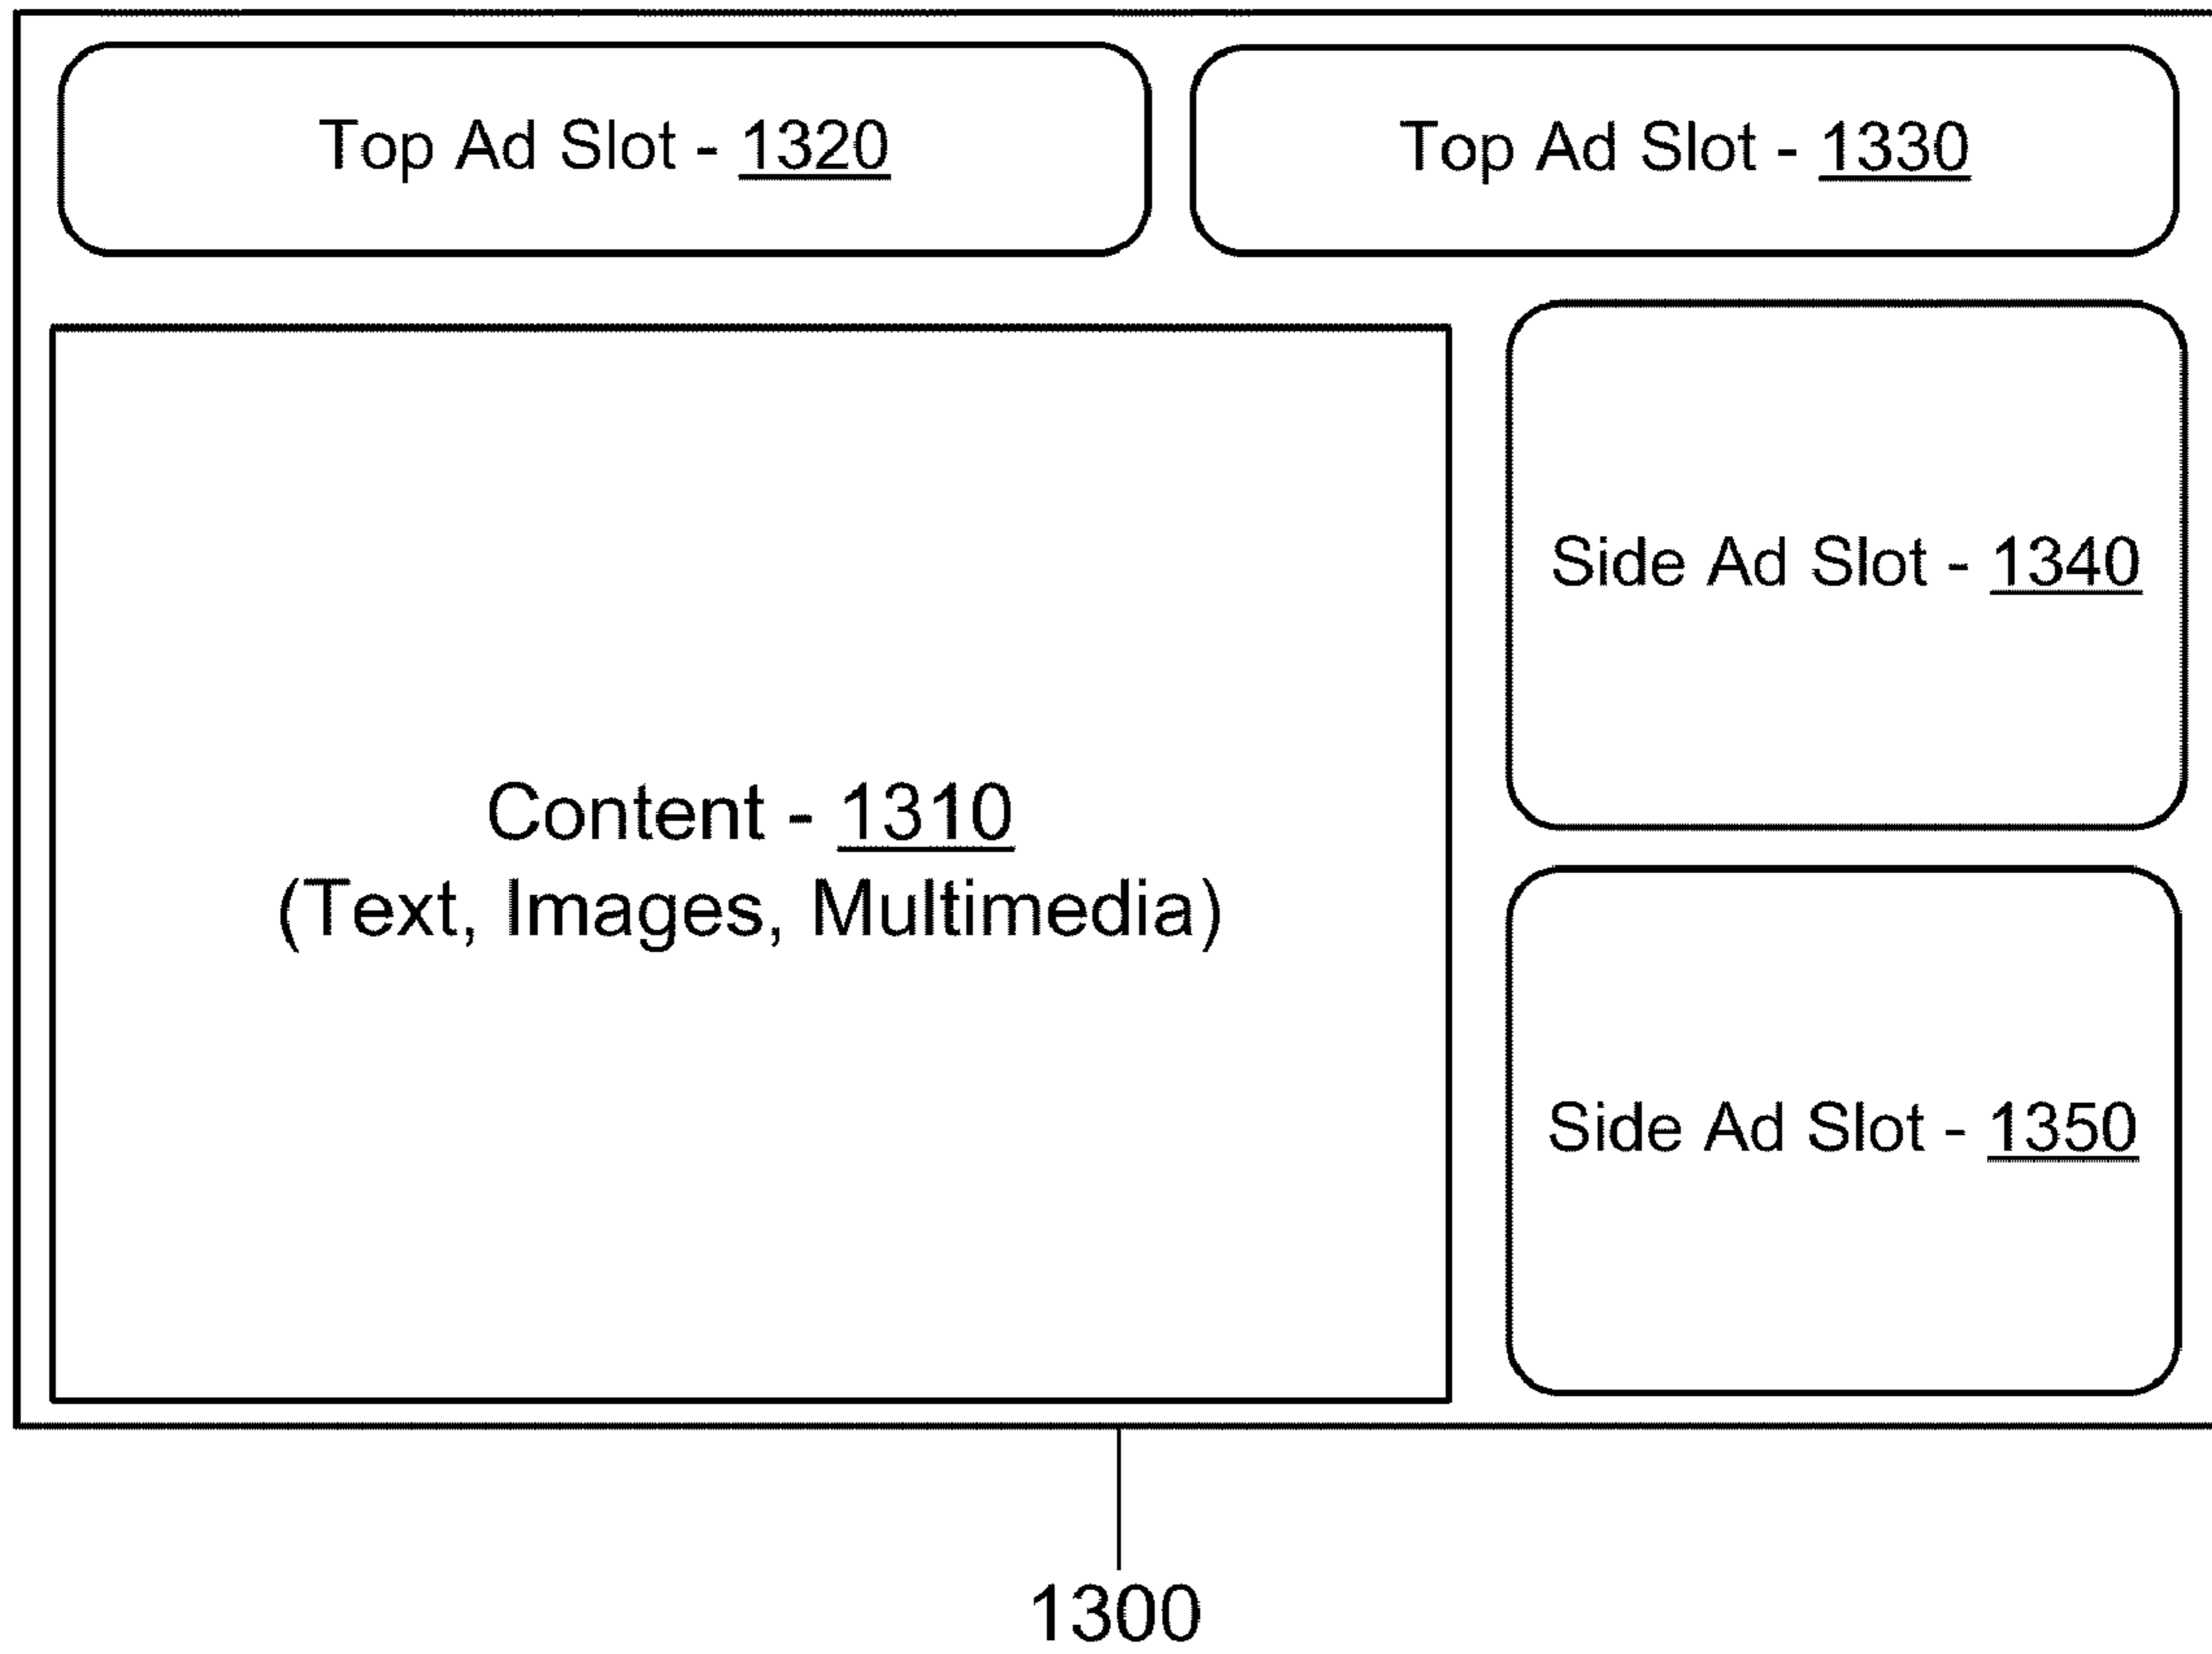 Top Ad Slot - 1320
Top Ad Slot - 1330
Side Ad Slot - 1340
Content - 1310
(Text, Images, Multimedia)
Side Ad Slot - 1350
1300